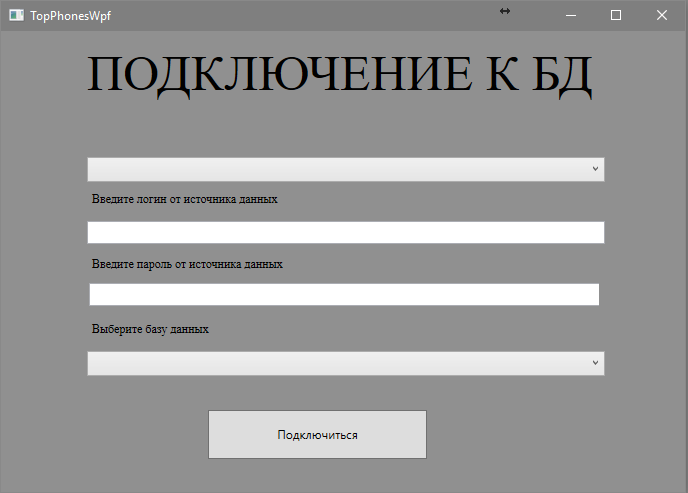 TopPhonesWpf
ПОДКЛЮЧЕНИЕ К БД
Введите логин от источника данных
Введите пароль от источника данных
Выберите базу данных
Подключиться